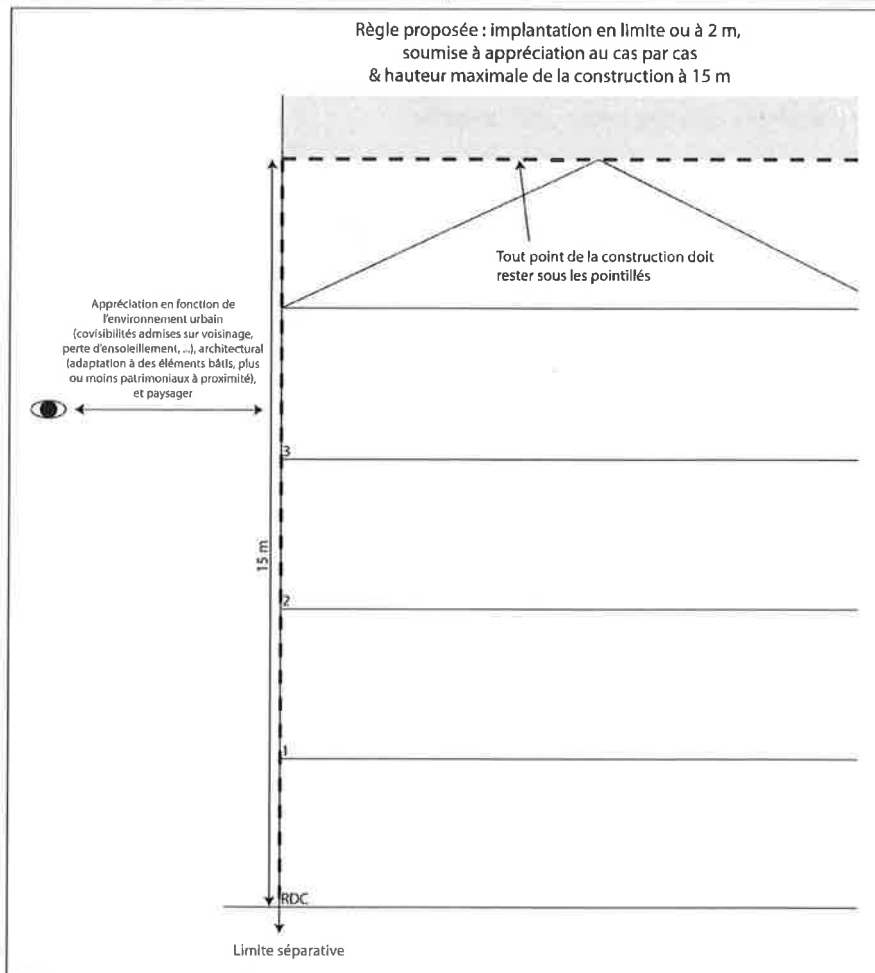 Règle proposée : implantation en limite ou à 2 m,
soumise à appréciation au cas par cas
& hauteur maximale de la construction à 15 m
Tout point de la construction doit
rester sous les pointillés
Appréciation en fonction de
l'environnement urbain
(covisibilités admises sur voisinage,
perte d'ensoleillement, ...), architectural
(adaptation à des éléments bâtis, plus
ou moins patrimoniaux à proximité),
et paysager
3
15 m
2
1
RDC
Limite séparative